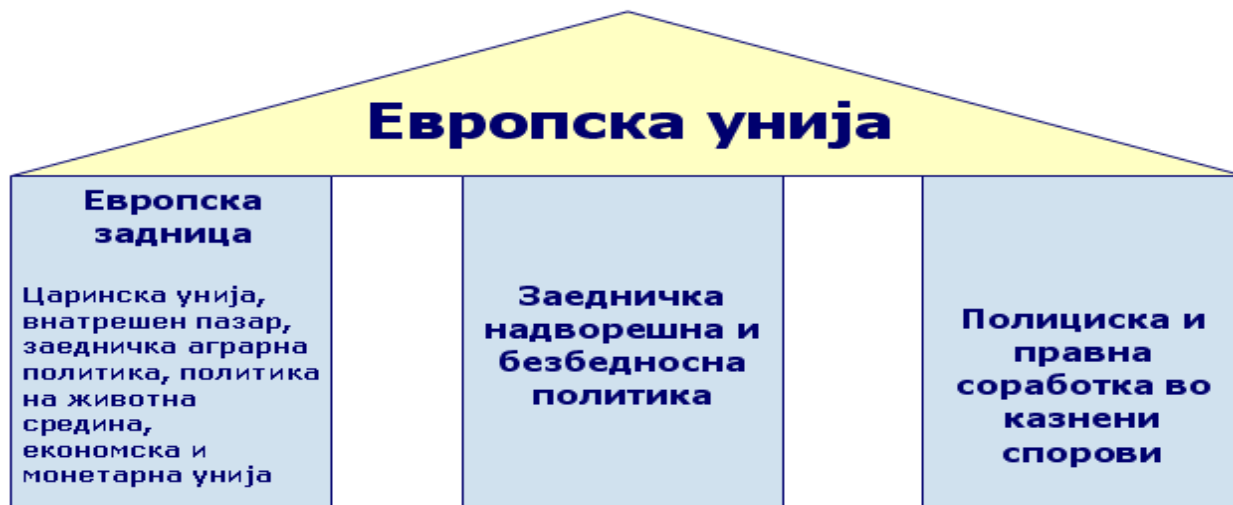 Европска унија
Европска
задница
Царинска унија,
внатрешен пазар,
заедничка аграрна
политика, политика
на животна
средина,
економска и
монетарна унија
Заедничка
надворешна и
безбедносна
политика
Полициска и
правна
соработка во
казнени
спорови